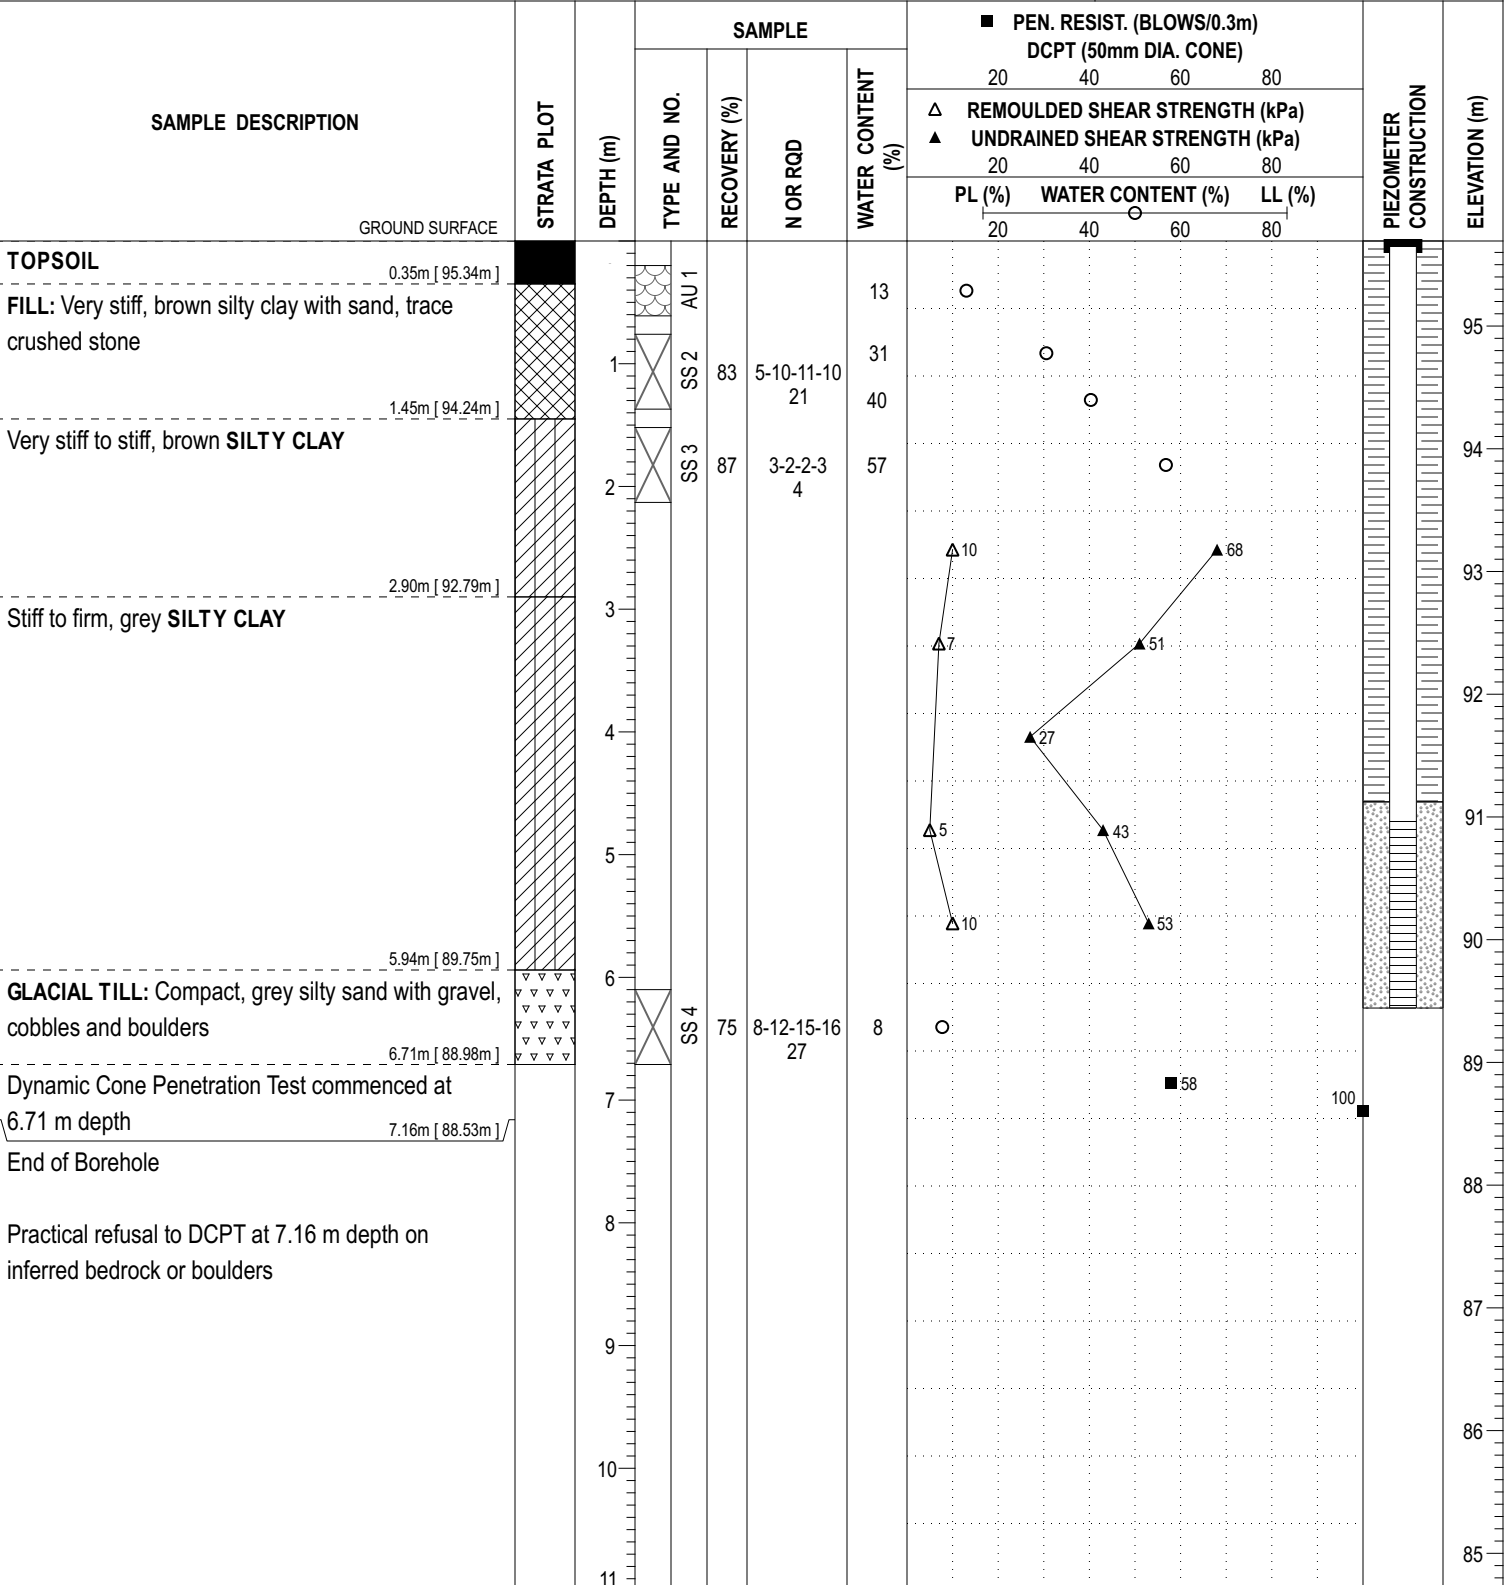 SAMPLE DESCRIPTION
GROUND SURFACE
STRATA PLOT
DEPTH (m)
SAMPLE
TYPE AND NO.
RECOVERY (%)
N OR RQD
WATER CONTENT
(%)
■ PEN. RESIST. (BLOWS/0.3m)
DCPT (50mm DIA. CONE)
20 40 60 80
△ REMOULDED SHEAR STRENGTH (kPa)
▲ UNDRAINED SHEAR STRENGTH (kPa)
20 40 60 80
PL (%) WATER CONTENT (%) LL (%)
20 40 60 80
PIEZOMETER
CONSTRUCTION
ELEVATION (m)
TOPSOIL
0.35m [ 95.34m ]
FILL: Very stiff, brown silty clay with sand, trace
crushed stone
1.45m [ 94.24m ]
Very stiff to stiff, brown SILTY CLAY
2.90m [ 92.79m ]
Stiff to firm, grey SILTY CLAY
5.94m [ 89.75m ]
GLACIAL TILL: Compact, grey silty sand with gravel,
cobbles and boulders
6.71m [ 88.98m ]
Dynamic Cone Penetration Test commenced at
6.71 m depth
7.16m [ 88.53m ]
End of Borehole
Practical refusal to DCPT at 7.16 m depth on
inferred bedrock or boulders
1
2
3
4
5
6
7
8
9
10
11
AU 1
13
SS 2
83
5-10-11-10
21
31
40
SS 3
87
3-2-2-3
4
57
SS 4
75
8-12-15-16
27
8
10
68
7
51
27
5
43
10
53
58
100
95
94
93
92
91
90
89
88
87
86
85